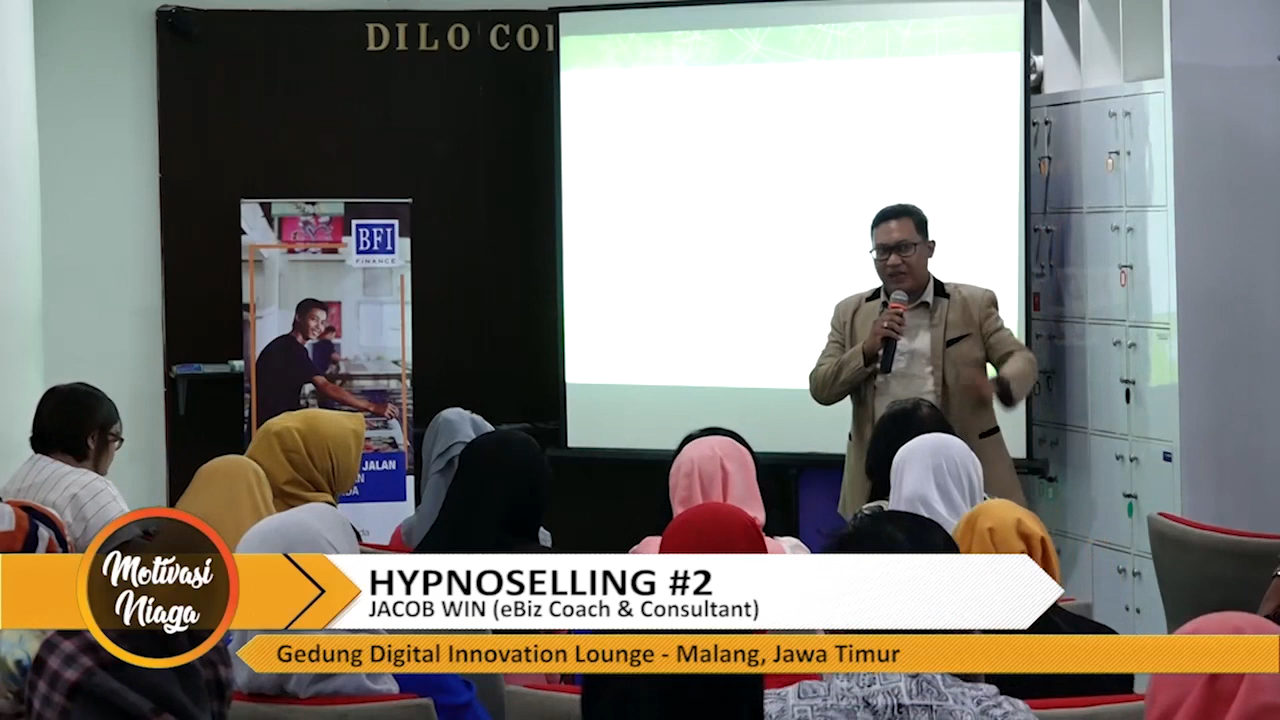 DILO CO
BFI
FINANCE
JALAN
DA
Motivasi
Niaga
HYPNOSELLING #2
JACOB WIN (eBiz Coach & Consultant)
Gedung Digital Innovation Lounge - Malang, Jawa Timur